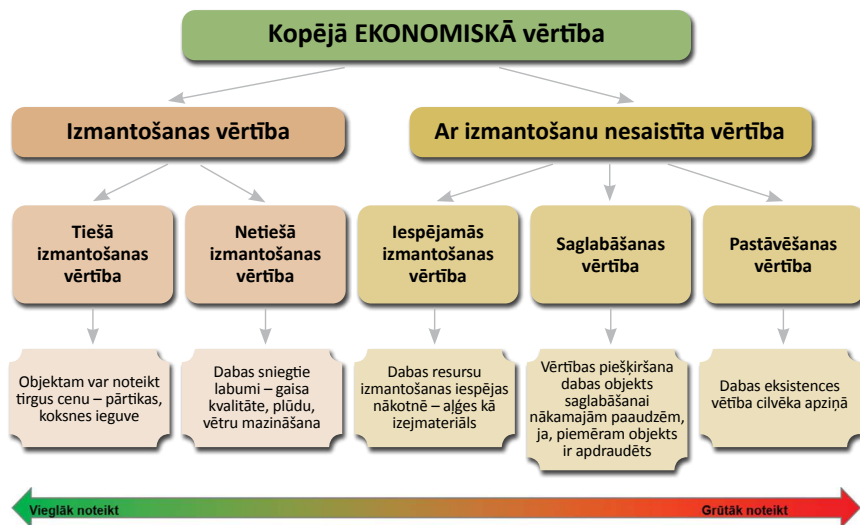 Kopējā EKONOMISKĀ vērtība
Izmantošanas vērtība
Ar izmantošanu nesaistīta vērtība
Tiešā
izmantošanas
vērtība
Netiešā
izmantošanas
vērtība
Iespējamās
izmantošanas
vērtība
Saglabāšanas
vērtība
Pastāvēšanas
vērtība
Objektam var noteikt
tirgus cenu – pārtikas,
koksnes ieguve
Dabas sniegtie
labumi – gaisa
kvalitāte, plūdu,
vētru mazināšana
Dabas resursu
izmantošanas iespējas
nākotnē – aļģes kā
izejmateriāls
Vērtības piešķiršana
dabas objekts
saglabāšanai
nākamajām paaudzēm,
ja, piemēram objekts
ir apdraudēts
Dabas eksistences
vētība cilvēka apziņā
Vieglāk noteikt
Grūtāk noteikt